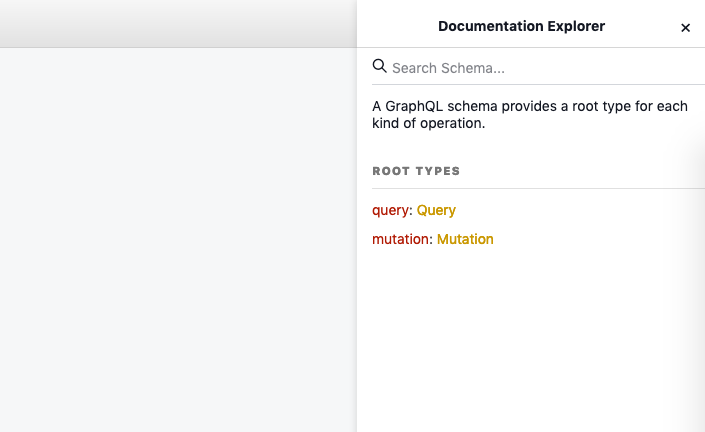 Documentation Explorer
Search Schema...
A GraphQL schema provides a root type for each
kind of operation.
ROOT TYPES
query: Query
mutation: Mutation